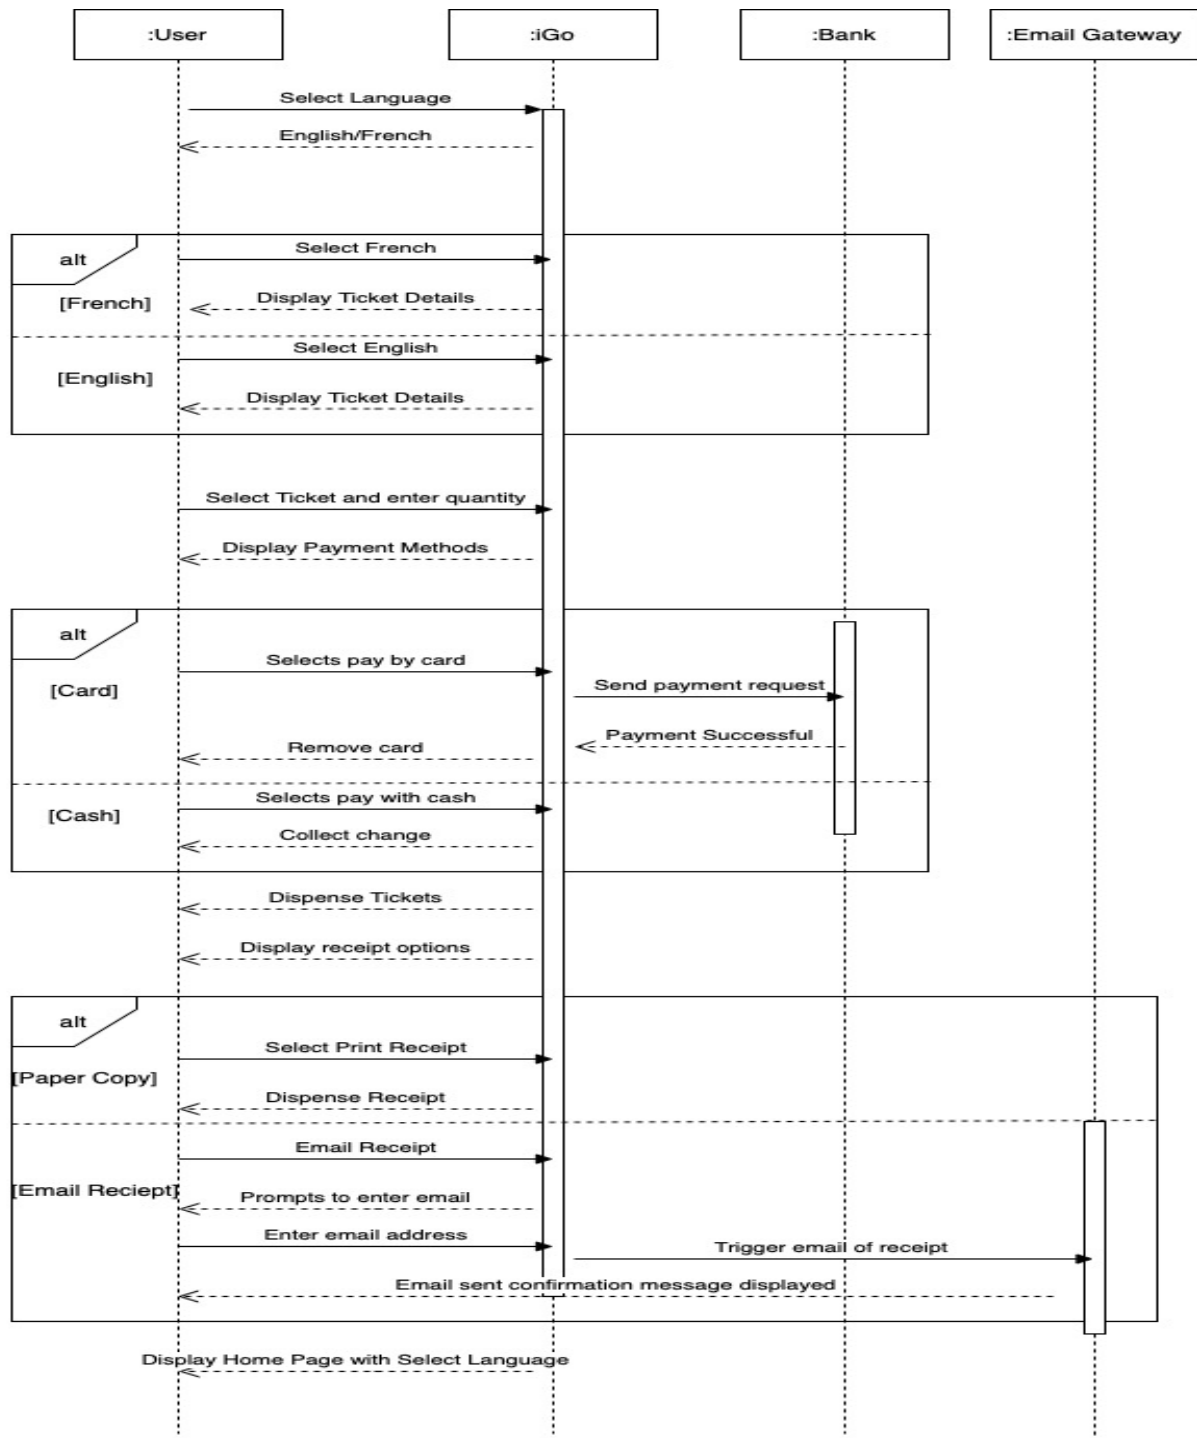 :User
:iGo
:Bank
:Email Gateway
Select Language
English/French
alt
Select French
[French]
Display Ticket Details
Select English
[English]
Display Ticket Details
Select Ticket and enter quantity
Display Payment Methods
alt
Selects pay by card
[Card]
Send payment request
Payment Successful
Remove card
Selects pay with cash
[Cash]
Collect change
Dispense Tickets
Display receipt options
alt
Select Print Receipt
[Paper Copy]
Dispense Receipt
Email Receipt
[Email Reciept]
Prompts to enter email
Enter email address
Trigger email of receipt
Email sent confirmation message displayed
Display Home Page with Select Language